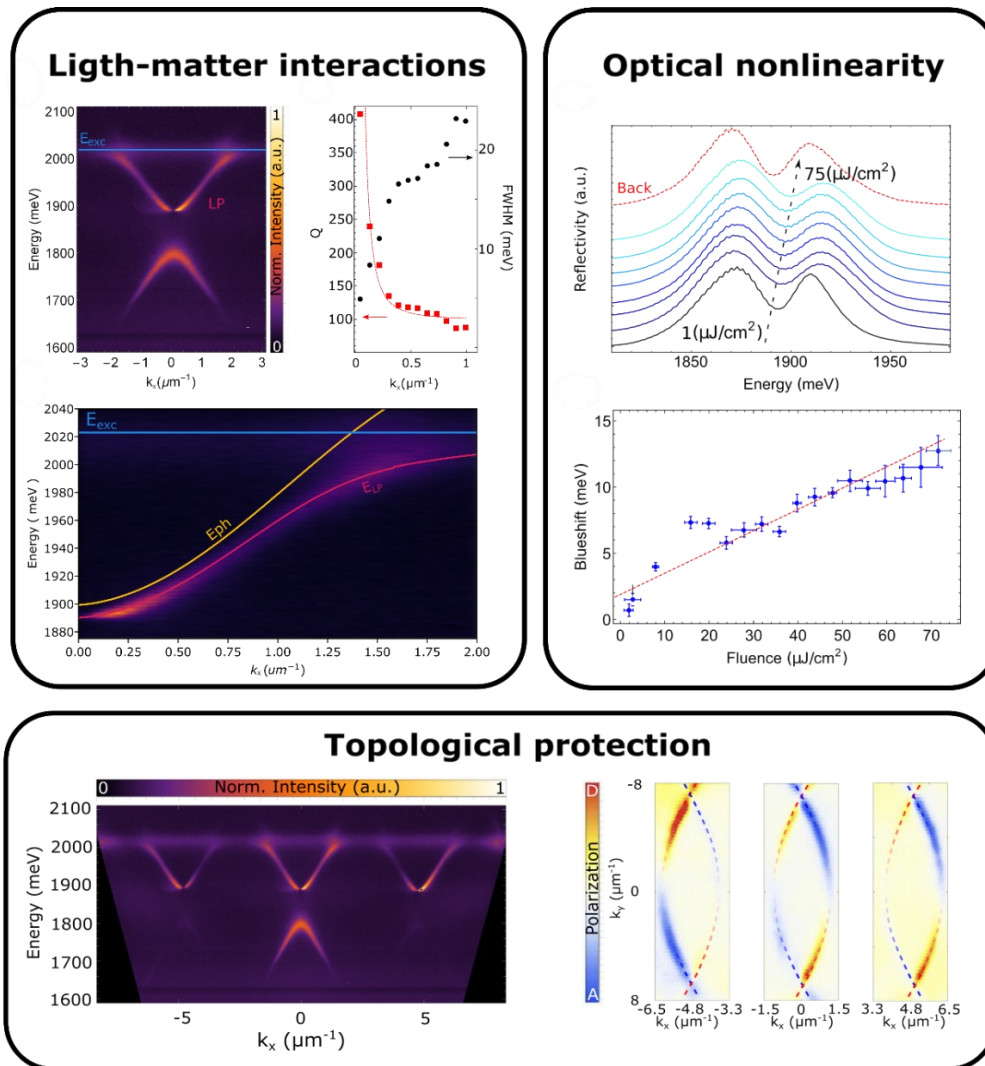 Ligth-matter interactions
2100
2000
1900
1800
1700
1600
Energy (meV)
E_exc
LP
−3 −2 −1 0 1 2 3
k_x(μm⁻¹)
1
Norm. Intensity (a.u.)
0
400
350
300
250
200
150
100
Q
20
10
FWHM (meV)
0 0.5 1
k_x(μm⁻¹)
2040
2020
2000
1980
1960
1940
1920
1900
1880
Energy ( meV)
E_exc
Eph
E_LP
0.00 0.25 0.50 0.75 1.00 1.25 1.50 1.75 2.00
k_x (um⁻¹)
Optical nonlinearity
Reflectivity (a.u.)
Back
75(μJ/cm²)
1(μJ/cm²)
1850 1900 1950
Energy (meV)
15
10
5
0
Blueshift (meV)
0 10 20 30 40 50 60 70
Fluence (μJ/cm²)
Topological protection
0 Norm. Intensity (a.u.) 1
2100
2000
1900
1800
1700
1600
Energy (meV)
-5 0 5
k_x (μm⁻¹)
D
Polarization
A
-8
0
8
k_y (μm⁻¹)
-6.5 -4.8 -3.3
k_x (μm⁻¹)
-1.5 0 1.5
k_x (μm⁻¹)
3.3 4.8 6.5
k_x (μm⁻¹)